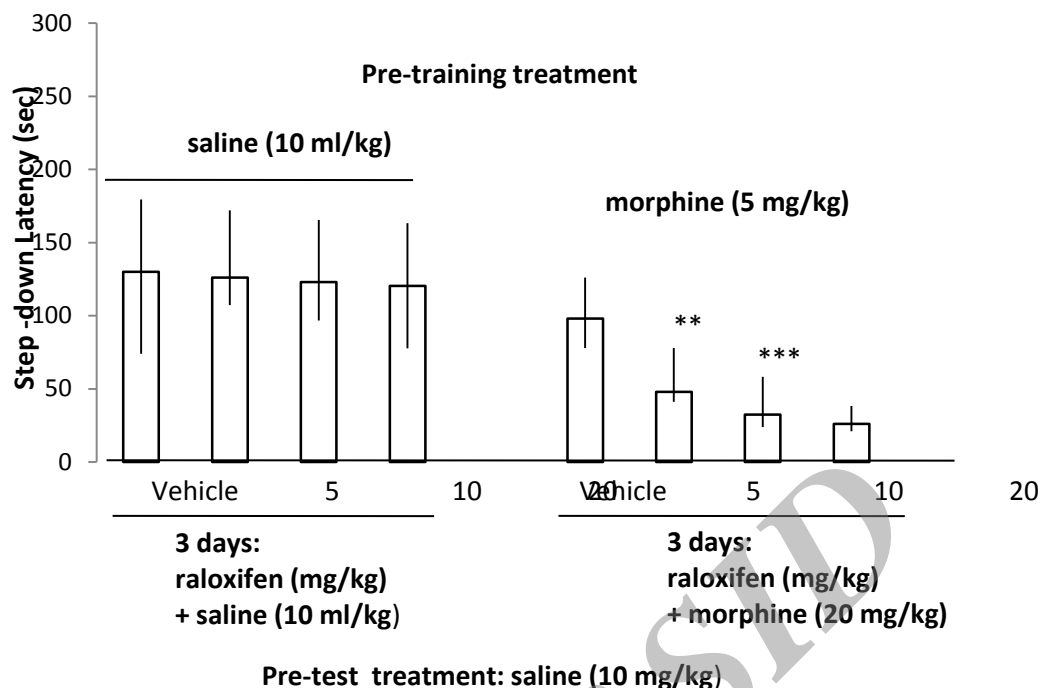 300
Pre-training treatment
250
saline (10 ml/kg)
200
morphine (5 mg/kg)
150
Step -down Latency (sec)
100
**
***
50
0
Vehicle 5 10 20 Vehicle 5 10 20
3 days:
raloxifen (mg/kg)
+ saline (10 ml/kg)
3 days:
raloxifen (mg/kg)
+ morphine (20 mg/kg)
Pre-test treatment: saline (10 mg/kg)
SID